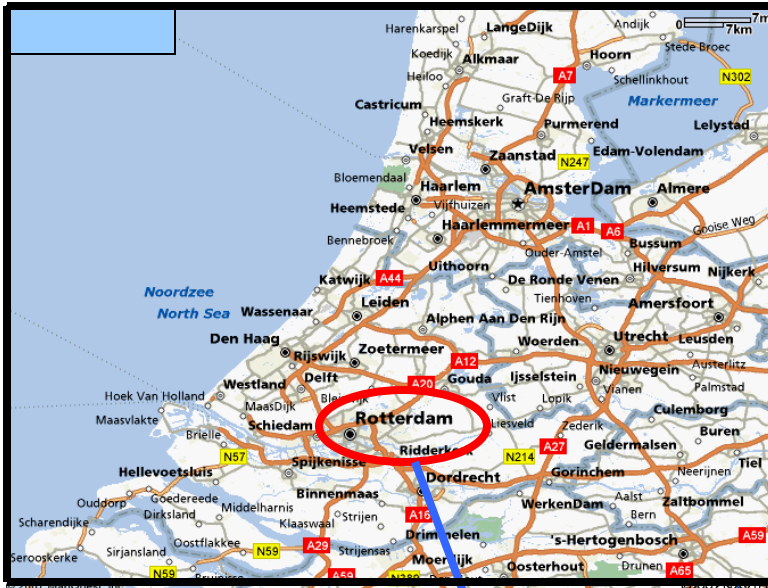 Harenkarspel
LangeDijk
Andijk
0 7m
7km
Koedijk
Hoorn
Stede Broec
Alkmaar
Heiloo
A7
Schellinkhout
N302
Graft-De Rijp
Markermeer
Castricum
Heemskerk
Purmerend
Lelystad
Velsen
Zaanstad
N247
Edam-Volendam
Bloemendaal
Haarlem
AmsterDam
Almere
Heemstede
Vijfhuizen
Haarlemmermeer
A1
A6
Gooise Weg
Bennebroek
Bussum
Ouder-Amstel
Uithoorn
Hilversum
Nijkerk
Katwijk
A44
De Ronde Venen
Noordzee
North Sea
Leiden
Tienhoven
Amersfoort
Wassenaar
Alphen Aan Den Rijn
Den Haag
Zoetermeer
Woerden
Utrecht
Leusden
Rijswijk
A12
Austerlitz
Delft
A20
Gouda
Ijsselstein
Nieuwegein
Westland
Vianen
Palmstad
Hoek Van Holland
MaasDijk
Vlist
Lopik
Culemborg
Maasvlakte
Rotterdam
Schiedam
Liesveld
Zederik
Buren
Brielle
N57
Ridderkerk
N214
A27
Geldermalsen
Tiel
Spijkenisse
Hellevoetsluis
Dordrecht
Gorinchem
Neerijnen
Goedereede
Binnenmaas
Ouddorp
Middelharnis
WerkenDam
Aalst
Zaltbommel
Dirksland
Strijen
A16
Bern
Scharendijke
Klaaswaal
Drimmelen
's-Hertogenbosch
A59
Oostflakkee
A29
Sirjansland
N59
Strijensas
Moerdijk
Drunen
Serooskerke
Oosterhout
A65
N59
Bruinisse
A59
N389